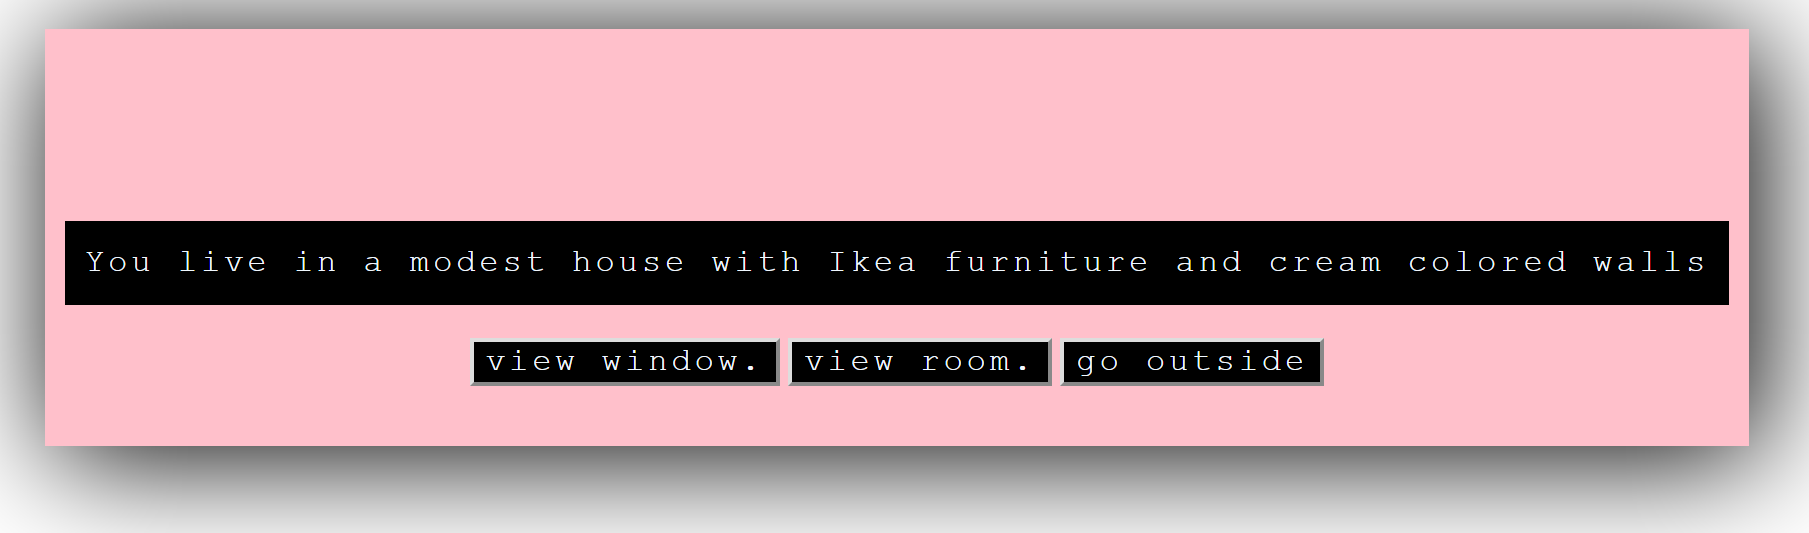 You live in a modest house with Ikea furniture and cream colored walls
view window. view room. go outside